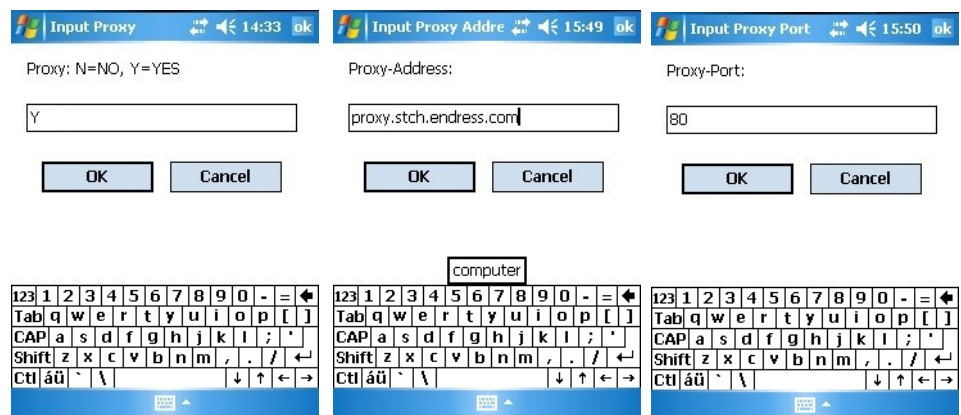 Input Proxy 14:33 ok
Proxy: N=NO, Y=YES
Y
OK Cancel
123 1 2 3 4 5 6 7 8 9 0 - =
Tab q w e r t y u i o p [ ]
CAP a s d f g h j k l ; '
Shift z x c v b n m , . /
Ctl áü ` \
Input Proxy Addre 15:49 ok
Proxy-Address:
proxy.stch.endress.com
OK Cancel
computer
123 1 2 3 4 5 6 7 8 9 0 - =
Tab q w e r t y u i o p [ ]
CAP a s d f g h j k l ; '
Shift z x c v b n m , . /
Ctl áü ` \
Input Proxy Port 15:50 ok
Proxy-Port:
80
OK Cancel
123 1 2 3 4 5 6 7 8 9 0 - =
Tab q w e r t y u i o p [ ]
CAP a s d f g h j k l ; '
Shift z x c v b n m , . /
Ctl áü ` \